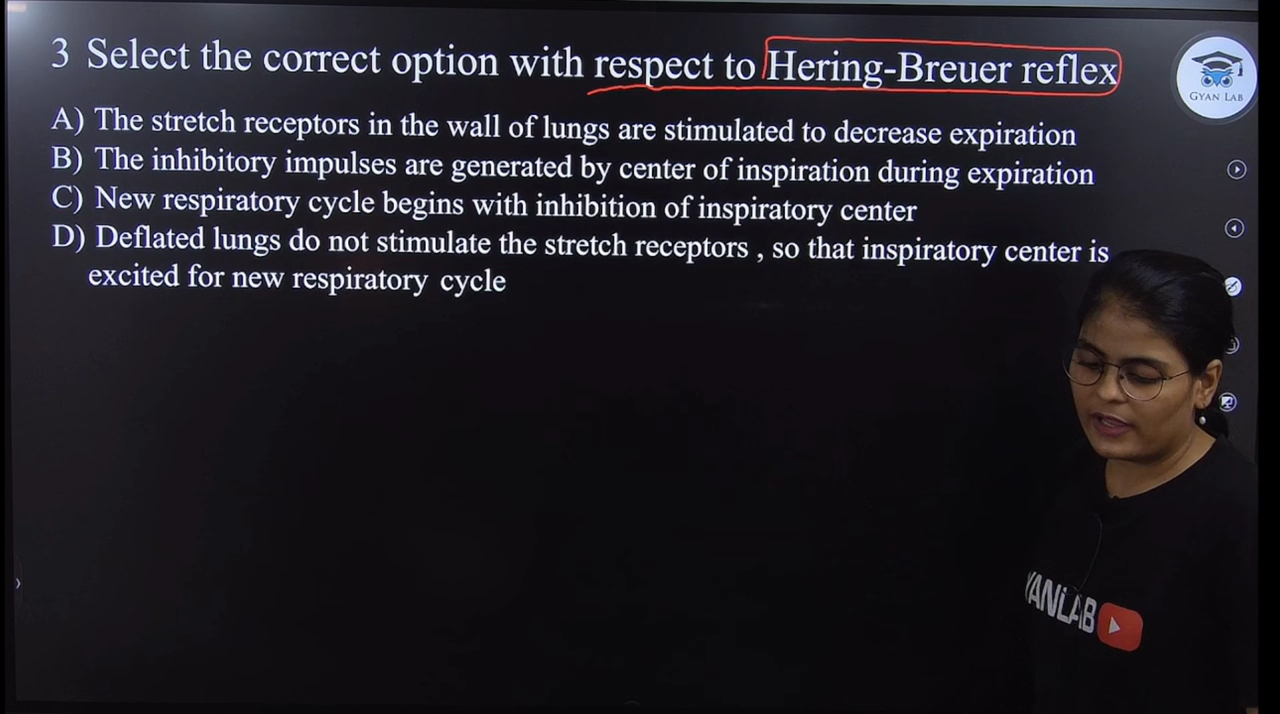 3 Select the correct option with respect to Hering-Breuer reflex
GYAN LAB
A) The stretch receptors in the wall of lungs are stimulated to decrease expiration
B) The inhibitory impulses are generated by center of inspiration during expiration
C) New respiratory cycle begins with inhibition of inspiratory center
D) Deflated lungs do not stimulate the stretch receptors , so that inspiratory center is
excited for new respiratory cycle
YANLAB